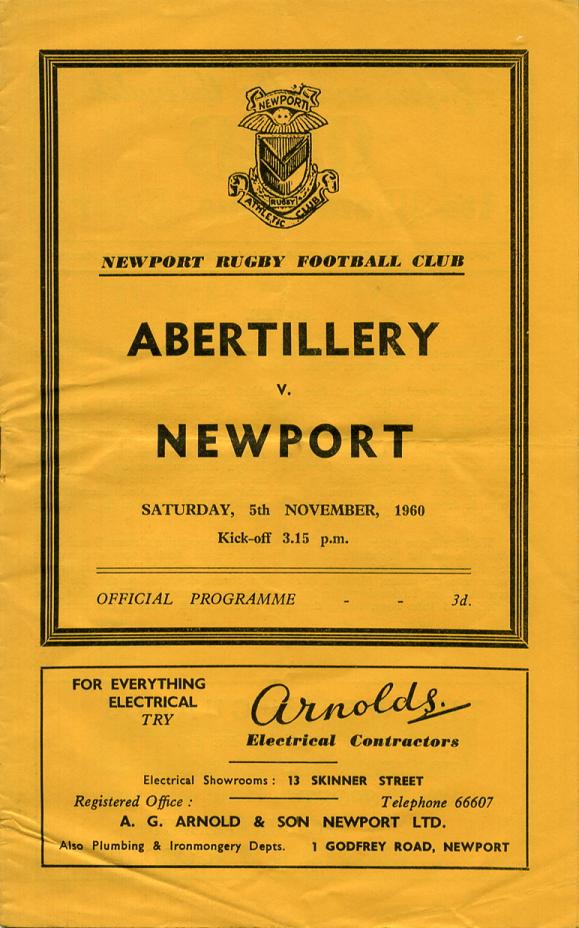 NEWPORT
RUGBY
ATHLETIC CLUB
NEWPORT RUGBY FOOTBALL CLUB
ABERTILLERY
v.
NEWPORT
SATURDAY, 5th NOVEMBER, 1960
Kick-off 3.15 p.m.
OFFICIAL PROGRAMME - - 3d.
FOR EVERYTHING
ELECTRICAL
TRY
Arnolds.
Electrical Contractors
Electrical Showrooms : 13 SKINNER STREET
Registered Office : Telephone 66607
A. G. ARNOLD & SON NEWPORT LTD.
Also Plumbing & Ironmongery Depts. 1 GODFREY ROAD, NEWPORT